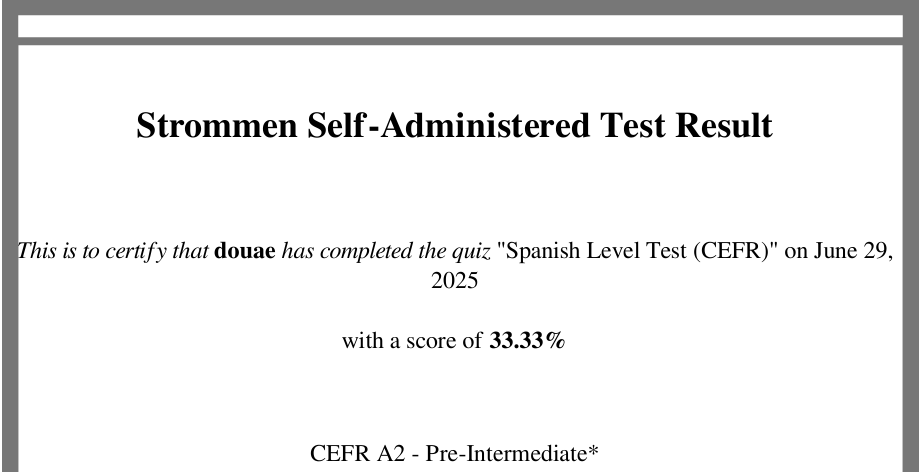 Strommen Self-Administered Test Result
This is to certify that douae has completed the quiz "Spanish Level Test (CEFR)" on June 29,
2025
with a score of 33.33%
CEFR A2 - Pre-Intermediate*